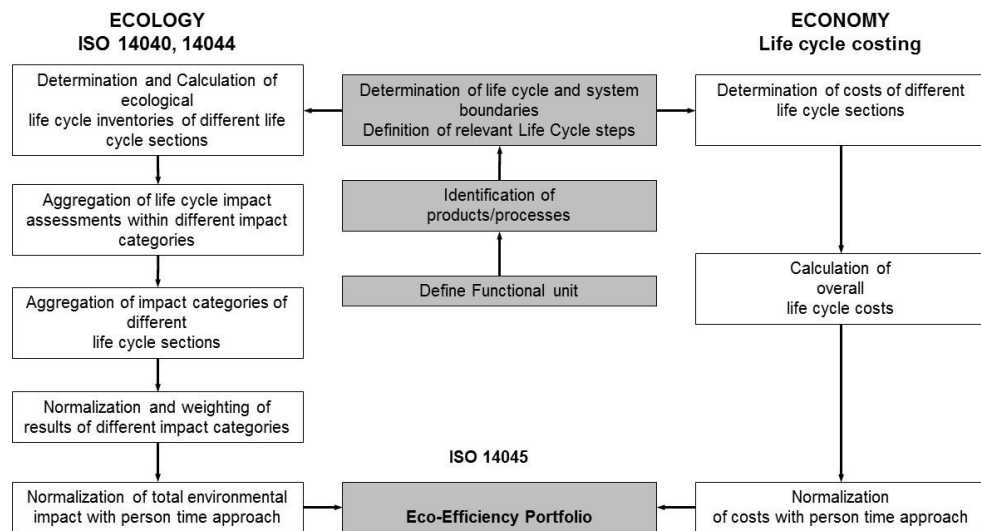 ECOLOGY
ISO 14040, 14044
Determination and Calculation of
ecological
life cycle inventories of different life
cycle sections
Aggregation of life cycle impact
assessments within different impact
categories
Aggregation of impact categories of
different
life cycle sections
Normalization and weighting of
results of different impact categories
Normalization of total environmental
impact with person time approach
Determination of life cycle and system
boundaries
Definition of relevant Life Cycle steps
Identification of
products/processes
Define Functional unit
ISO 14045
Eco-Efficiency Portfolio
ECONOMY
Life cycle costing
Determination of costs of different
life cycle sections
Calculation of
overall
life cycle costs
Normalization
of costs with person time approach